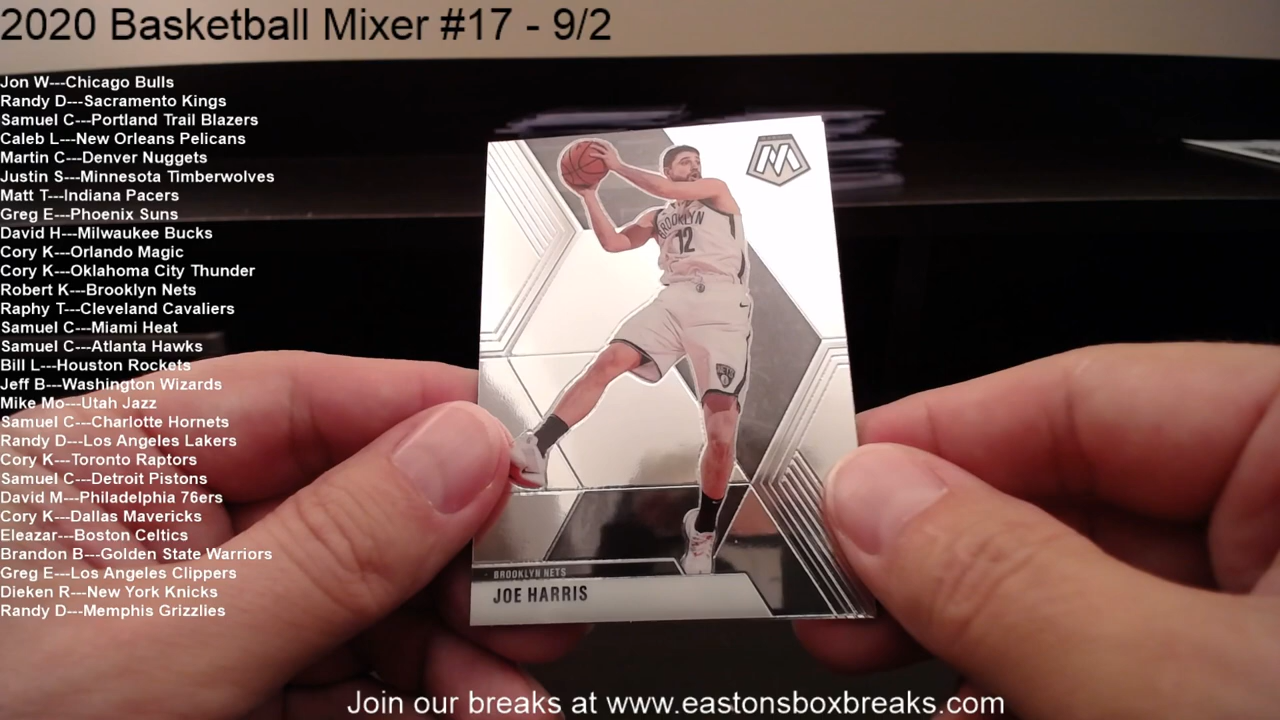 2020 Basketball Mixer #17 - 9/2
Jon W---Chicago Bulls
Randy D---Sacramento Kings
Samuel C---Portland Trail Blazers
Caleb L---New Orleans Pelicans
Martin C---Denver Nuggets
Justin S---Minnesota Timberwolves
Matt T---Indiana Pacers
Greg E---Phoenix Suns
David H---Milwaukee Bucks
Cory K---Orlando Magic
Cory K---Oklahoma City Thunder
Robert K---Brooklyn Nets
Raphy T---Cleveland Cavaliers
Samuel C---Miami Heat
Samuel C---Atlanta Hawks
Bill L---Houston Rockets
Jeff B---Washington Wizards
Mike Mo---Utah Jazz
Samuel C---Charlotte Hornets
Randy D---Los Angeles Lakers
Cory K---Toronto Raptors
Samuel C---Detroit Pistons
David M---Philadelphia 76ers
Cory K---Dallas Mavericks
Eleazar---Boston Celtics
Brandon B---Golden State Warriors
Greg E---Los Angeles Clippers
Dieken R---New York Knicks
Randy D---Memphis Grizzlies
M
BROOKLYN
12
NETS
BROOKLYN NETS
JOE HARRIS
Join our breaks at www.eastonsboxbreaks.com